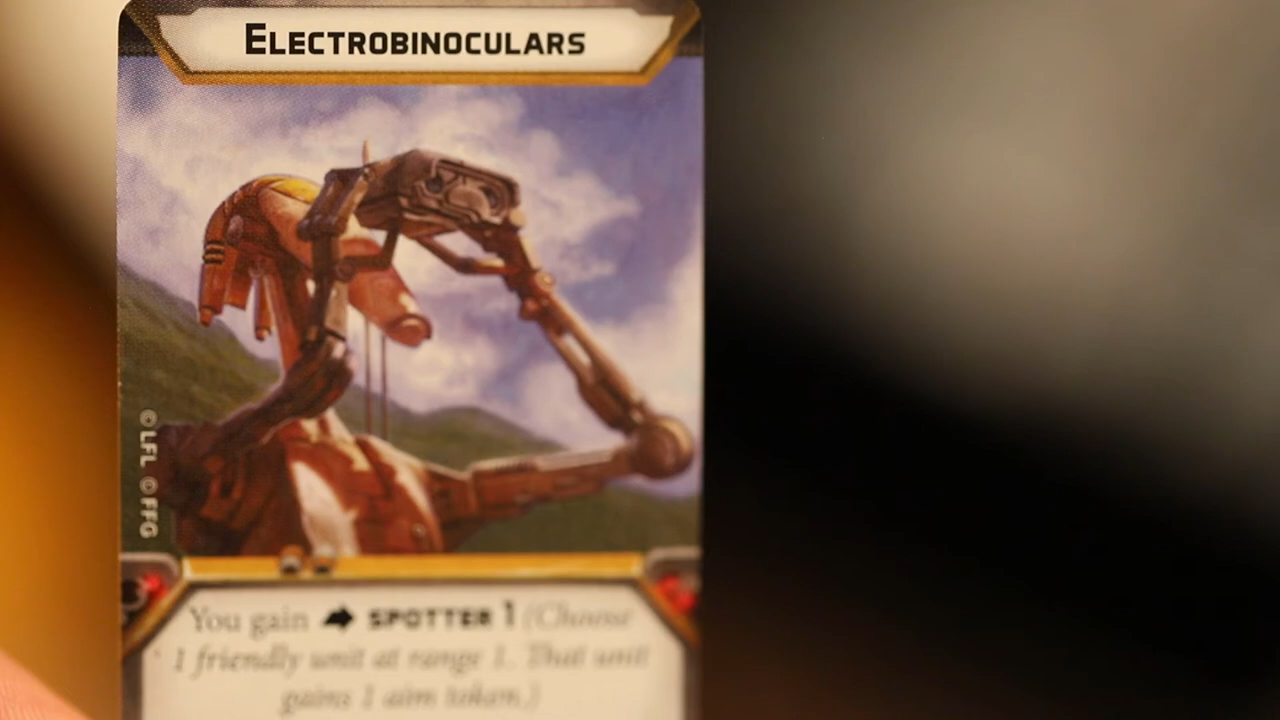 ELECTROBINOCULARS
©LFL ©FFG
You gain SPOTTER 1 (Choose
1 friendly unit at range 1. That unit
gains 1 aim token.)